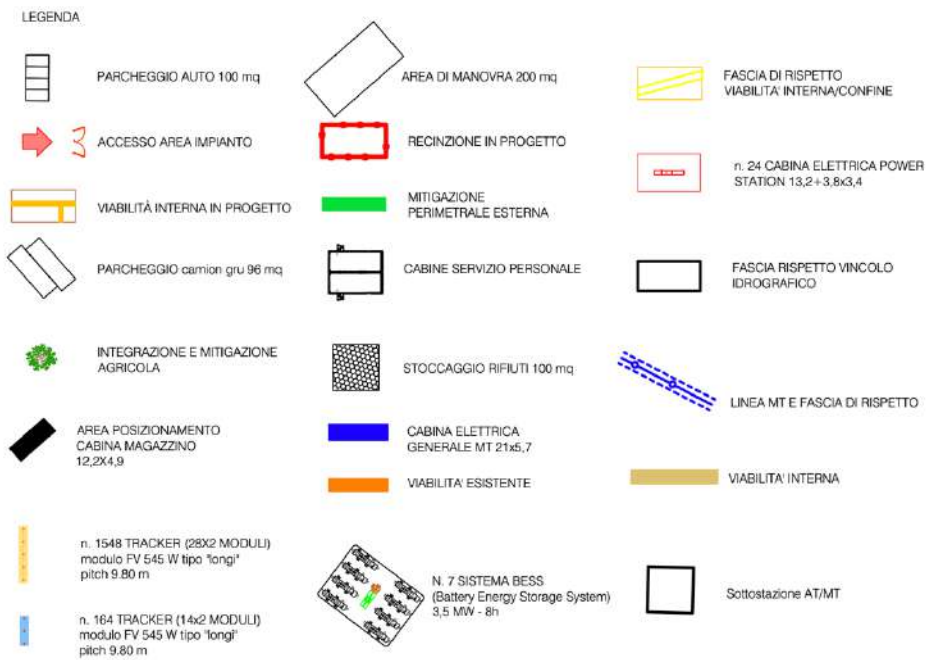 LEGENDA
PARCHEGGIO AUTO 100 mq
ACCESSO AREA IMPIANTO
VIABILITÀ INTERNA IN PROGETTO
PARCHEGGIO camion gru 96 mq
INTEGRAZIONE E MITIGAZIONE
AGRICOLA
AREA POSIZIONAMENTO
CABINA MAGAZZINO
12,2X4,9
n. 1548 TRACKER (28X2 MODULI)
modulo FV 545 W tipo "longi"
pitch 9.80 m
n. 164 TRACKER (14x2 MODULI)
modulo FV 545 W tipo "longi"
pitch 9.80 m
AREA DI MANOVRA 200 mq
RECINZIONE IN PROGETTO
MITIGAZIONE
PERIMETRALE ESTERNA
CABINE SERVIZIO PERSONALE
STOCCAGGIO RIFIUTI 100 mq
CABINA ELETTRICA
GENERALE MT 21x5,7
VIABILITA' ESISTENTE
N. 7 SISTEMA BESS
(Battery Energy Storage System)
3,5 MW - 8h
FASCIA DI RISPETTO
VIABILITA' INTERNA/CONFINE
n. 24 CABINA ELETTRICA POWER
STATION 13,2+3,8x3,4
FASCIA RISPETTO VINCOLO
IDROGRAFICO
LINEA MT E FASCIA DI RISPETTO
VIABILITA' INTERNA
Sottostazione AT/MT